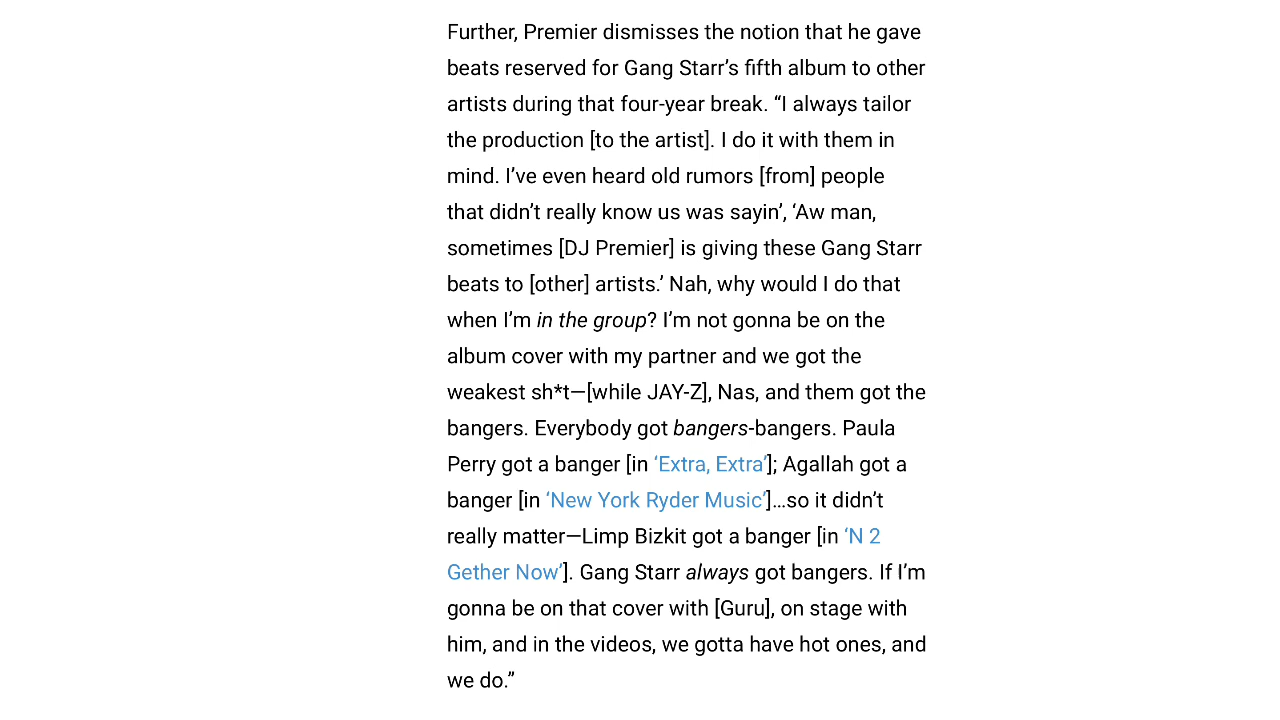 Further, Premier dismisses the notion that he gave
beats reserved for Gang Starr’s fifth album to other
artists during that four-year break. “I always tailor
the production [to the artist]. I do it with them in
mind. I’ve even heard old rumors [from] people
that didn’t really know us was sayin’, ‘Aw man,
sometimes [DJ Premier] is giving these Gang Starr
beats to [other] artists.’ Nah, why would I do that
when I’m in the group? I’m not gonna be on the
album cover with my partner and we got the
weakest sh*t—[while JAY-Z], Nas, and them got the
bangers. Everybody got bangers-bangers. Paula
Perry got a banger [in ‘Extra, Extra’]; Agallah got a
banger [in ‘New York Ryder Music’]…so it didn’t
really matter—Limp Bizkit got a banger [in ‘N 2
Gether Now’]. Gang Starr always got bangers. If I’m
gonna be on that cover with [Guru], on stage with
him, and in the videos, we gotta have hot ones, and
we do.”